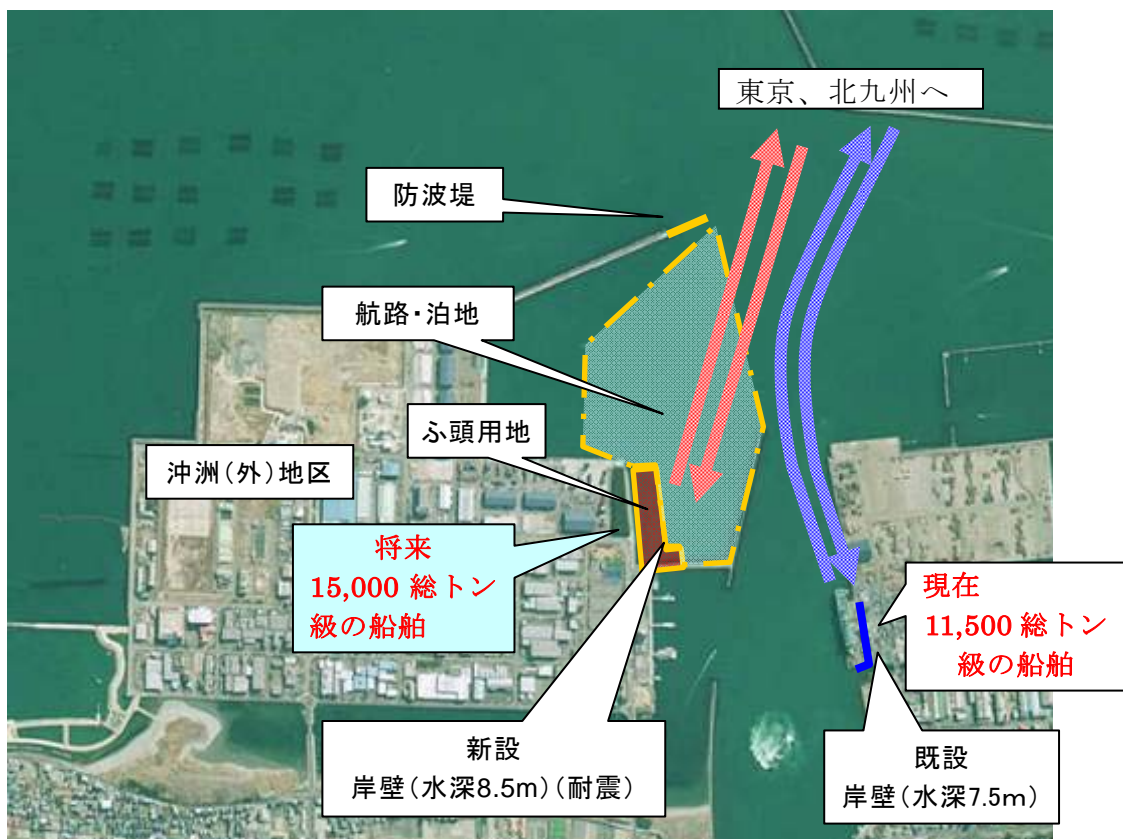 東京、北九州へ
防波堤
航路・泊地
ふ頭用地
沖洲(外)地区
将来
15,000 総トン
級の船舶
現在
11,500 総トン
級の船舶
新設
岸壁(水深8.5m)(耐震)
既設
岸壁(水深7.5m)